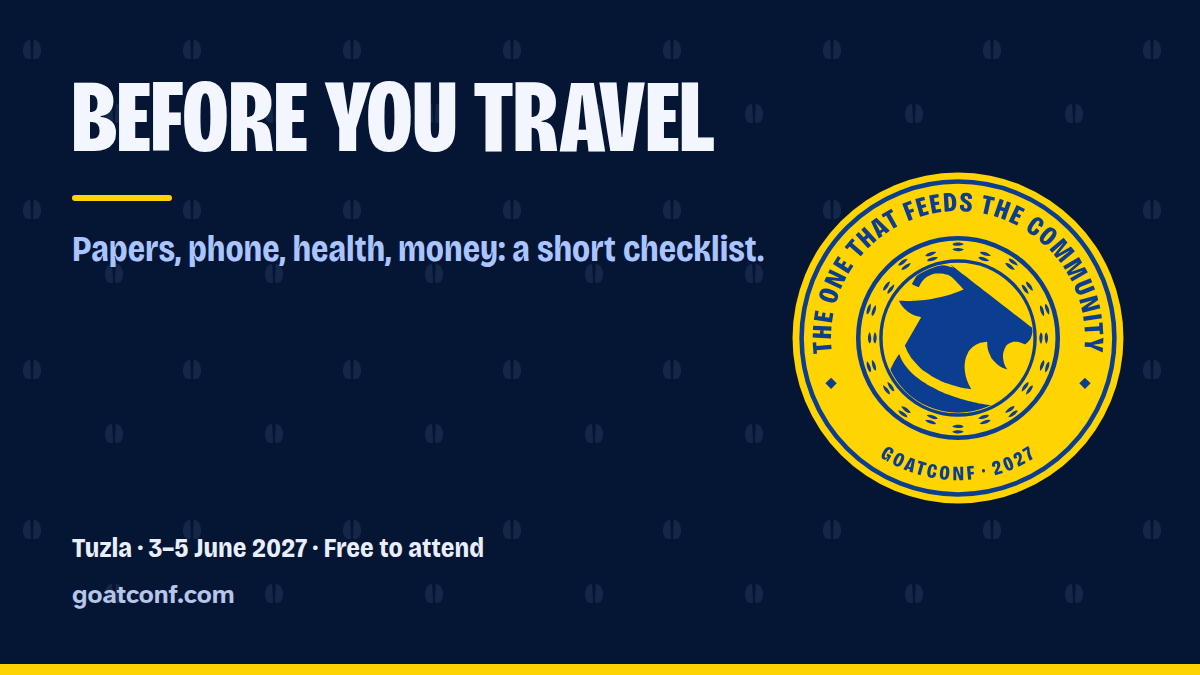 BEFORE YOU TRAVEL
Papers, phone, health, money: a short checklist.
THE ONE THAT FEEDS THE COMMUNITY
GOATCONF · 2027
Tuzla · 3–5 June 2027 · Free to attend
goatconf.com